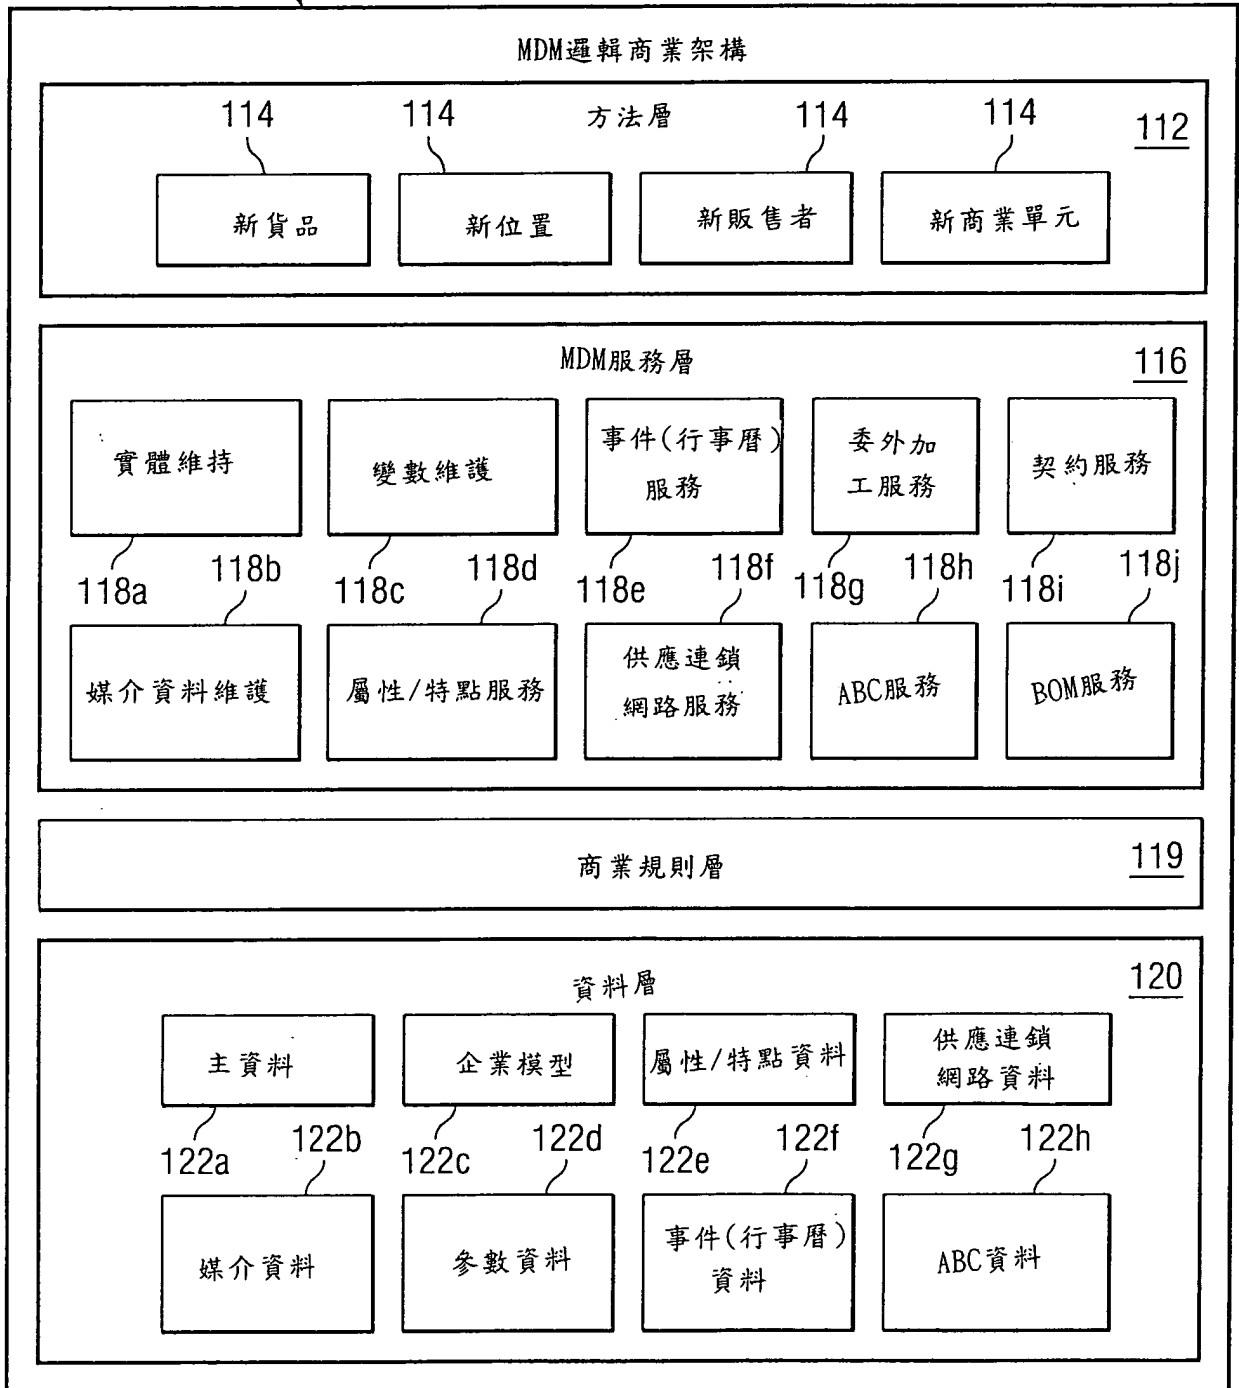 MDM邏輯商業架構
114
114
方法層
114
114
112
新貨品
新位置
新販售者
新商業單元
MDM服務層
116
實體維持
變數維護
事件(行事曆)
服務
委外加
工服務
契約服務
118a
118b
118c
118d
118e
118f
118g
118h
118i
118j
媒介資料維護
屬性/特點服務
供應連鎖
網路服務
ABC服務
BOM服務
商業規則層
119
資料層
120
主資料
企業模型
屬性/特點資料
供應連鎖
網路資料
122a
122b
122c
122d
122e
122f
122g
122h
媒介資料
參數資料
事件(行事曆)
資料
ABC資料